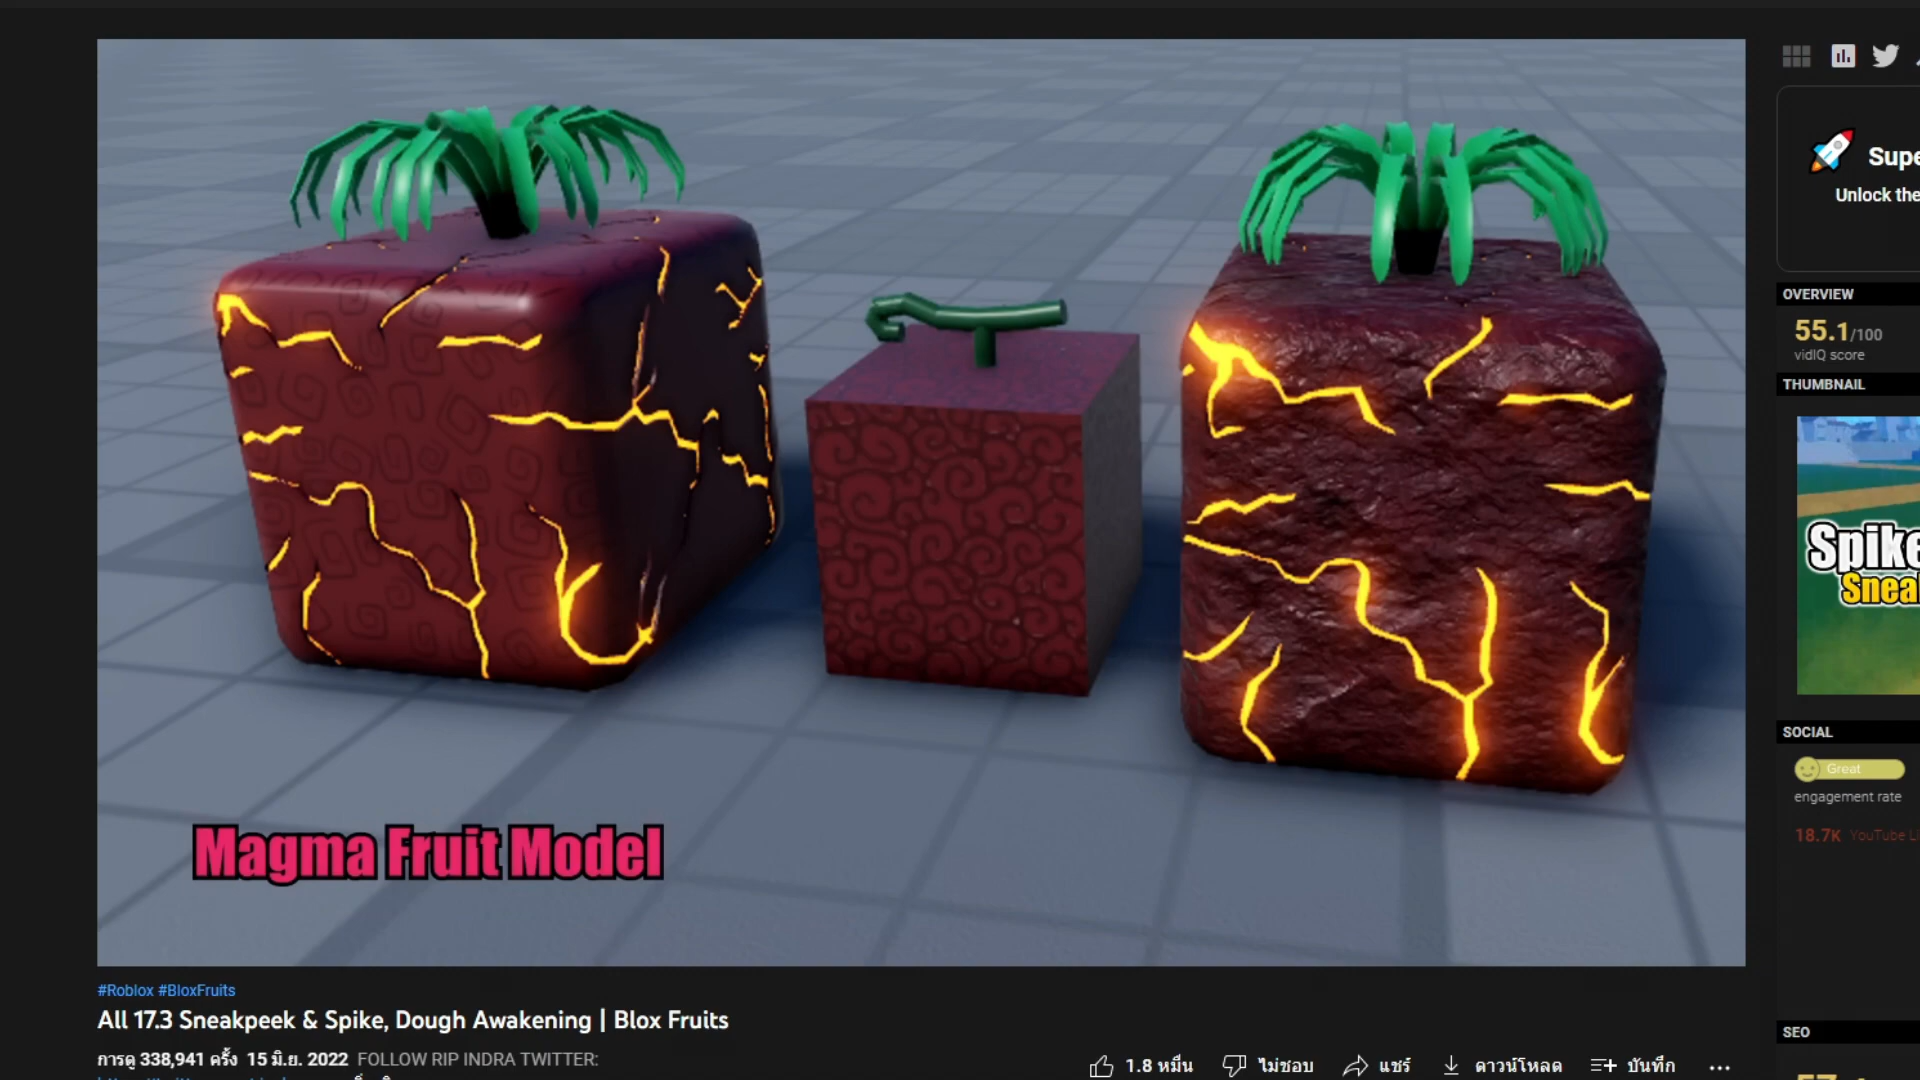 Magma Fruit Model
#Roblox #BloxFruits
All 17.3 Sneakpeek & Spike, Dough Awakening | Blox Fruits
การดู 338,941 ครั้ง 15 มิ.ย. 2022 FOLLOW RIP INDRA TWITTER:
1.8 หมื่น ไม่ชอบ แชร์ ดาวน์โหลด บันทึก
Unlock the
OVERVIEW
55.1/100
vidIQ score
THUMBNAIL
Spike
SOCIAL
Great
engagement rate
18.7K YouTube
SEO